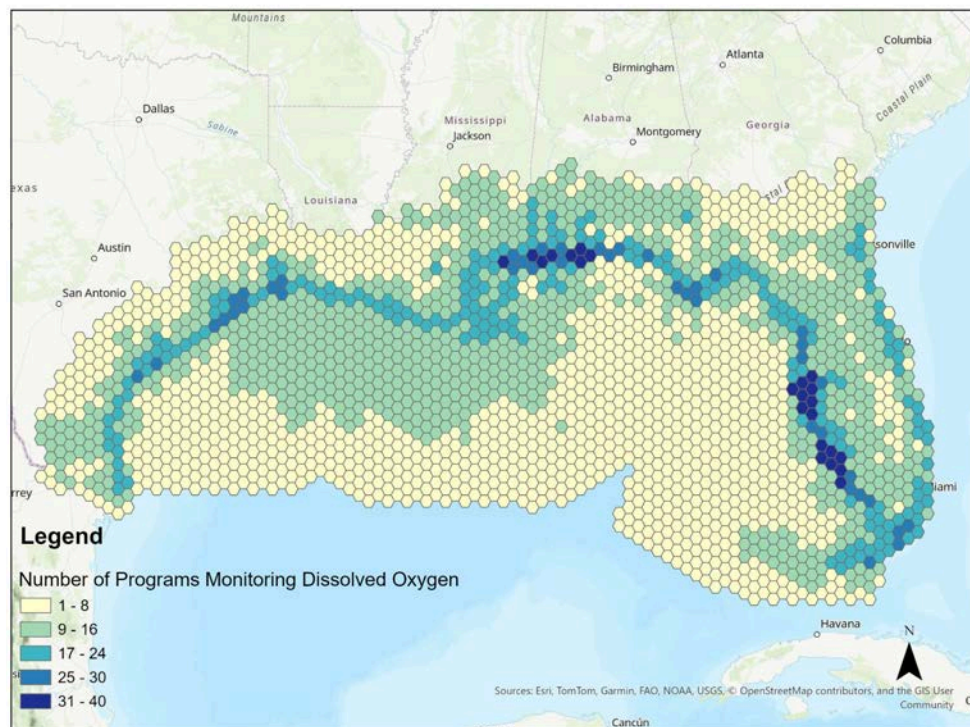 Mountains
Columbia
Atlanta
Birmingham
Dallas
Coastal Plain
Sabine
Mississippi
Alabama
Georgia
Jackson
Montgomery
exas
Louisiana
Austin
sonville
San Antonio
rrey
iami
Legend
Number of Programs Monitoring Dissolved Oxygen
1 - 8
9 - 16
17 - 24
25 - 30
31 - 40
Havana
N
Sources: Esri, TomTom, Garmin, FAO, NOAA, USGS, © OpenStreetMap contributors, and the GIS User
Community
Cancún